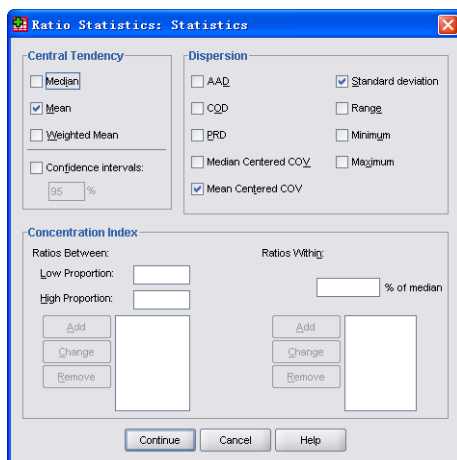 Ratio Statistics: Statistics
Central Tendency
Median
Mean
Weighted Mean
Confidence intervals:
95 %
Dispersion
AAD
COD
PRD
Median Centered COV
Mean Centered COV
Standard deviation
Range
Minimum
Maximum
Concentration Index
Ratios Between:
Low Proportion:
High Proportion:
Add
Change
Remove
Ratios Within:
% of median
Add
Change
Remove
Continue
Cancel
Help